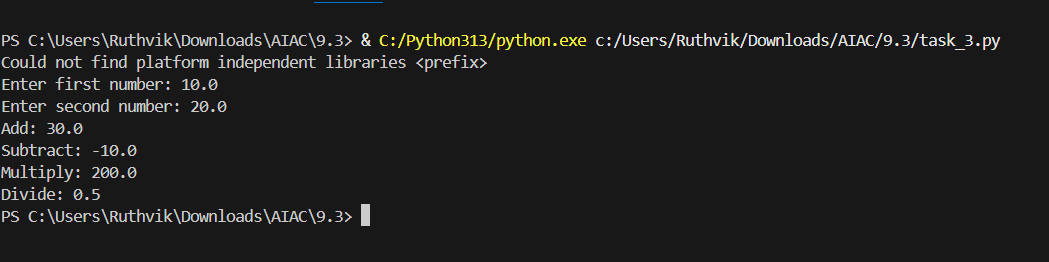 PS C:\Users\Ruthvik\Downloads\AIAC\9.3> & C:/Python313/python.exe c:/Users/Ruthvik/Downloads/AIAC/9.3/task_3.py
Could not find platform independent libraries <prefix>
Enter first number: 10.0
Enter second number: 20.0
Add: 30.0
Subtract: -10.0
Multiply: 200.0
Divide: 0.5
PS C:\Users\Ruthvik\Downloads\AIAC\9.3>